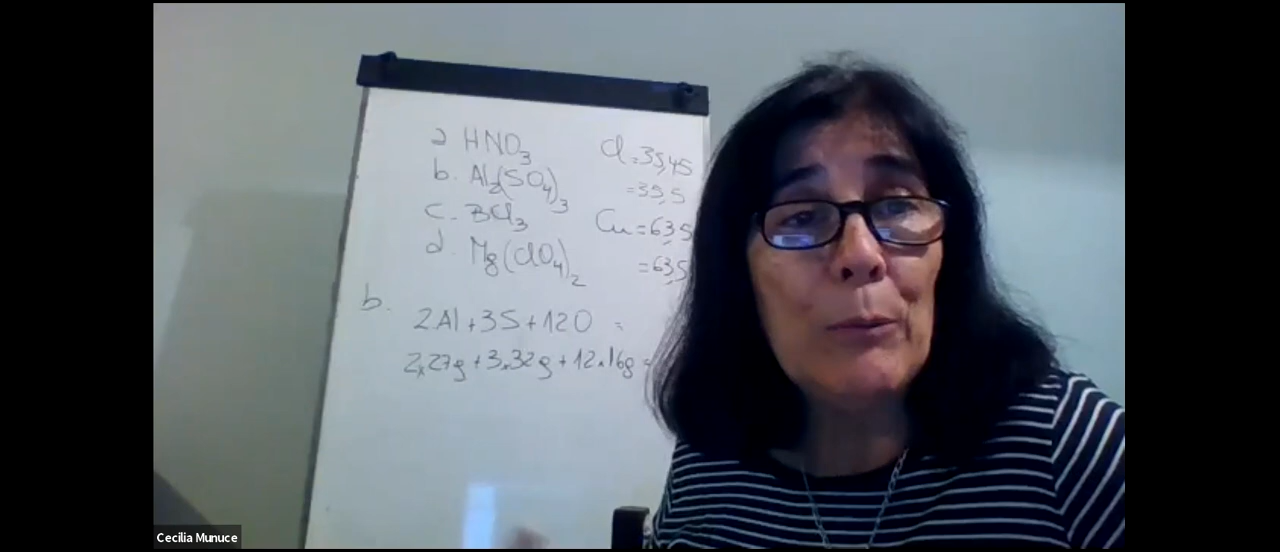 a HNO3
b. Al2(SO4)3
c. BCl3
d. Mg(ClO4)2
Cl = 35,45
= 35,5
Cu = 63,5
= 63,5
b.
2Al + 3S + 12O =
2x27g + 3x32g + 12x16g =
Cecilia Munuce